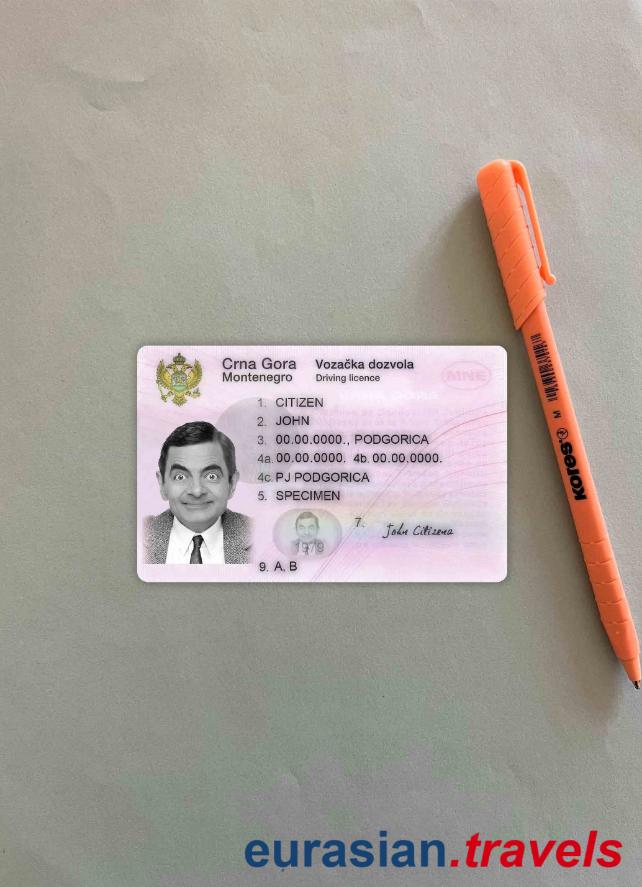 Crna Gora Vozačka dozvola
Montenegro Driving licence
MNE
1. CITIZEN
2. JOHN
3 00.00.0000., PODGORICA
4a. 00.00.0000. 4b. 00.00.0000.
4c. PJ PODGORICA
5. SPECIMEN
7. John Citizena
1979
9. A, B
kores
M
eurasian.travels